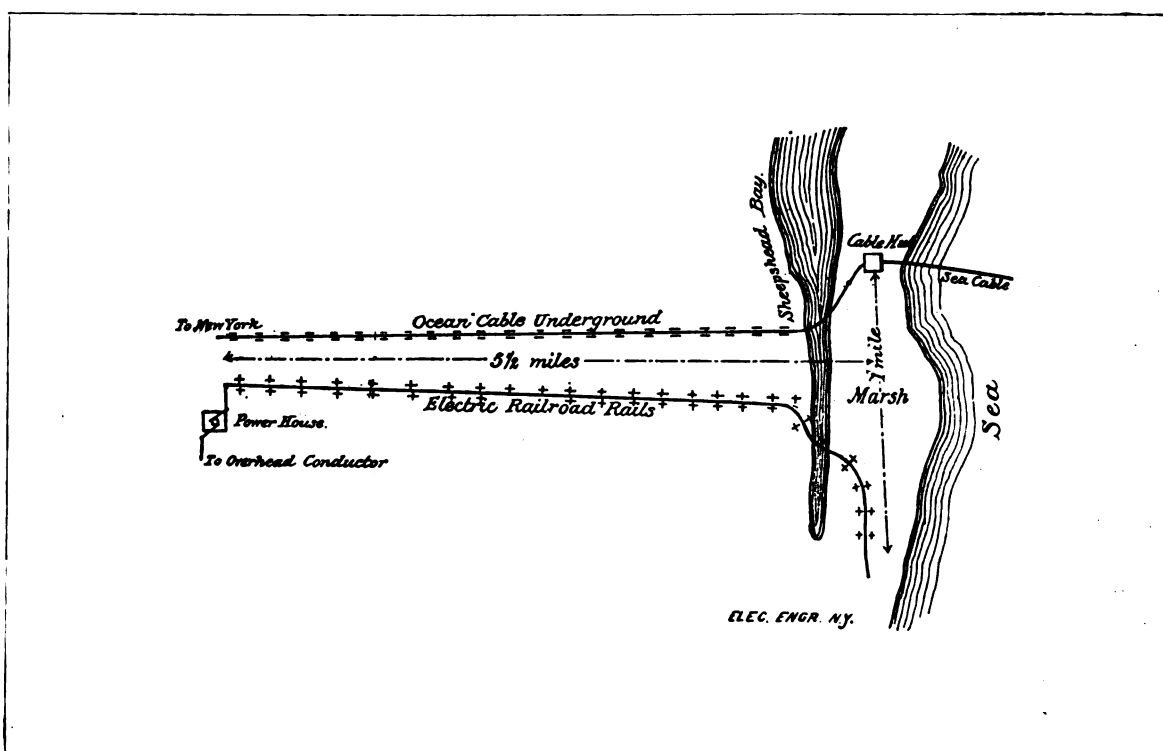 Sheepshead Bay.
Cable Hut
Sea Cable
To New York
Ocean Cable Underground
5½ miles
1 mile
Marsh
Electric Railroad Rails
Power House.
To Overhead Conductor
Sea
ELEC. ENGR. N.Y.